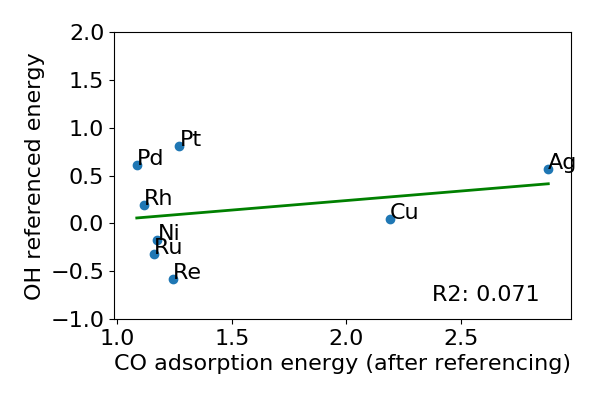 2.0
1.5
1.0
0.5
0.0
−0.5
−1.0
OH referenced energy
Pt
Pd
Ag
Rh
Cu
Ni
Ru
Re
R2: 0.071
1.0 1.5 2.0 2.5
CO adsorption energy (after referencing)